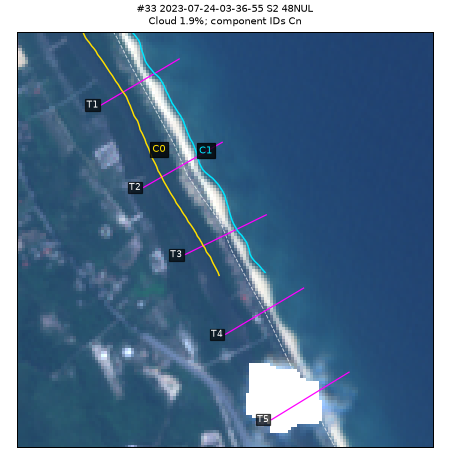 #33 2023-07-24-03-36-55 S2 48NUL
Cloud 1.9%; component IDs Cn
T1
C0
C1
T2
T3
T4
T5